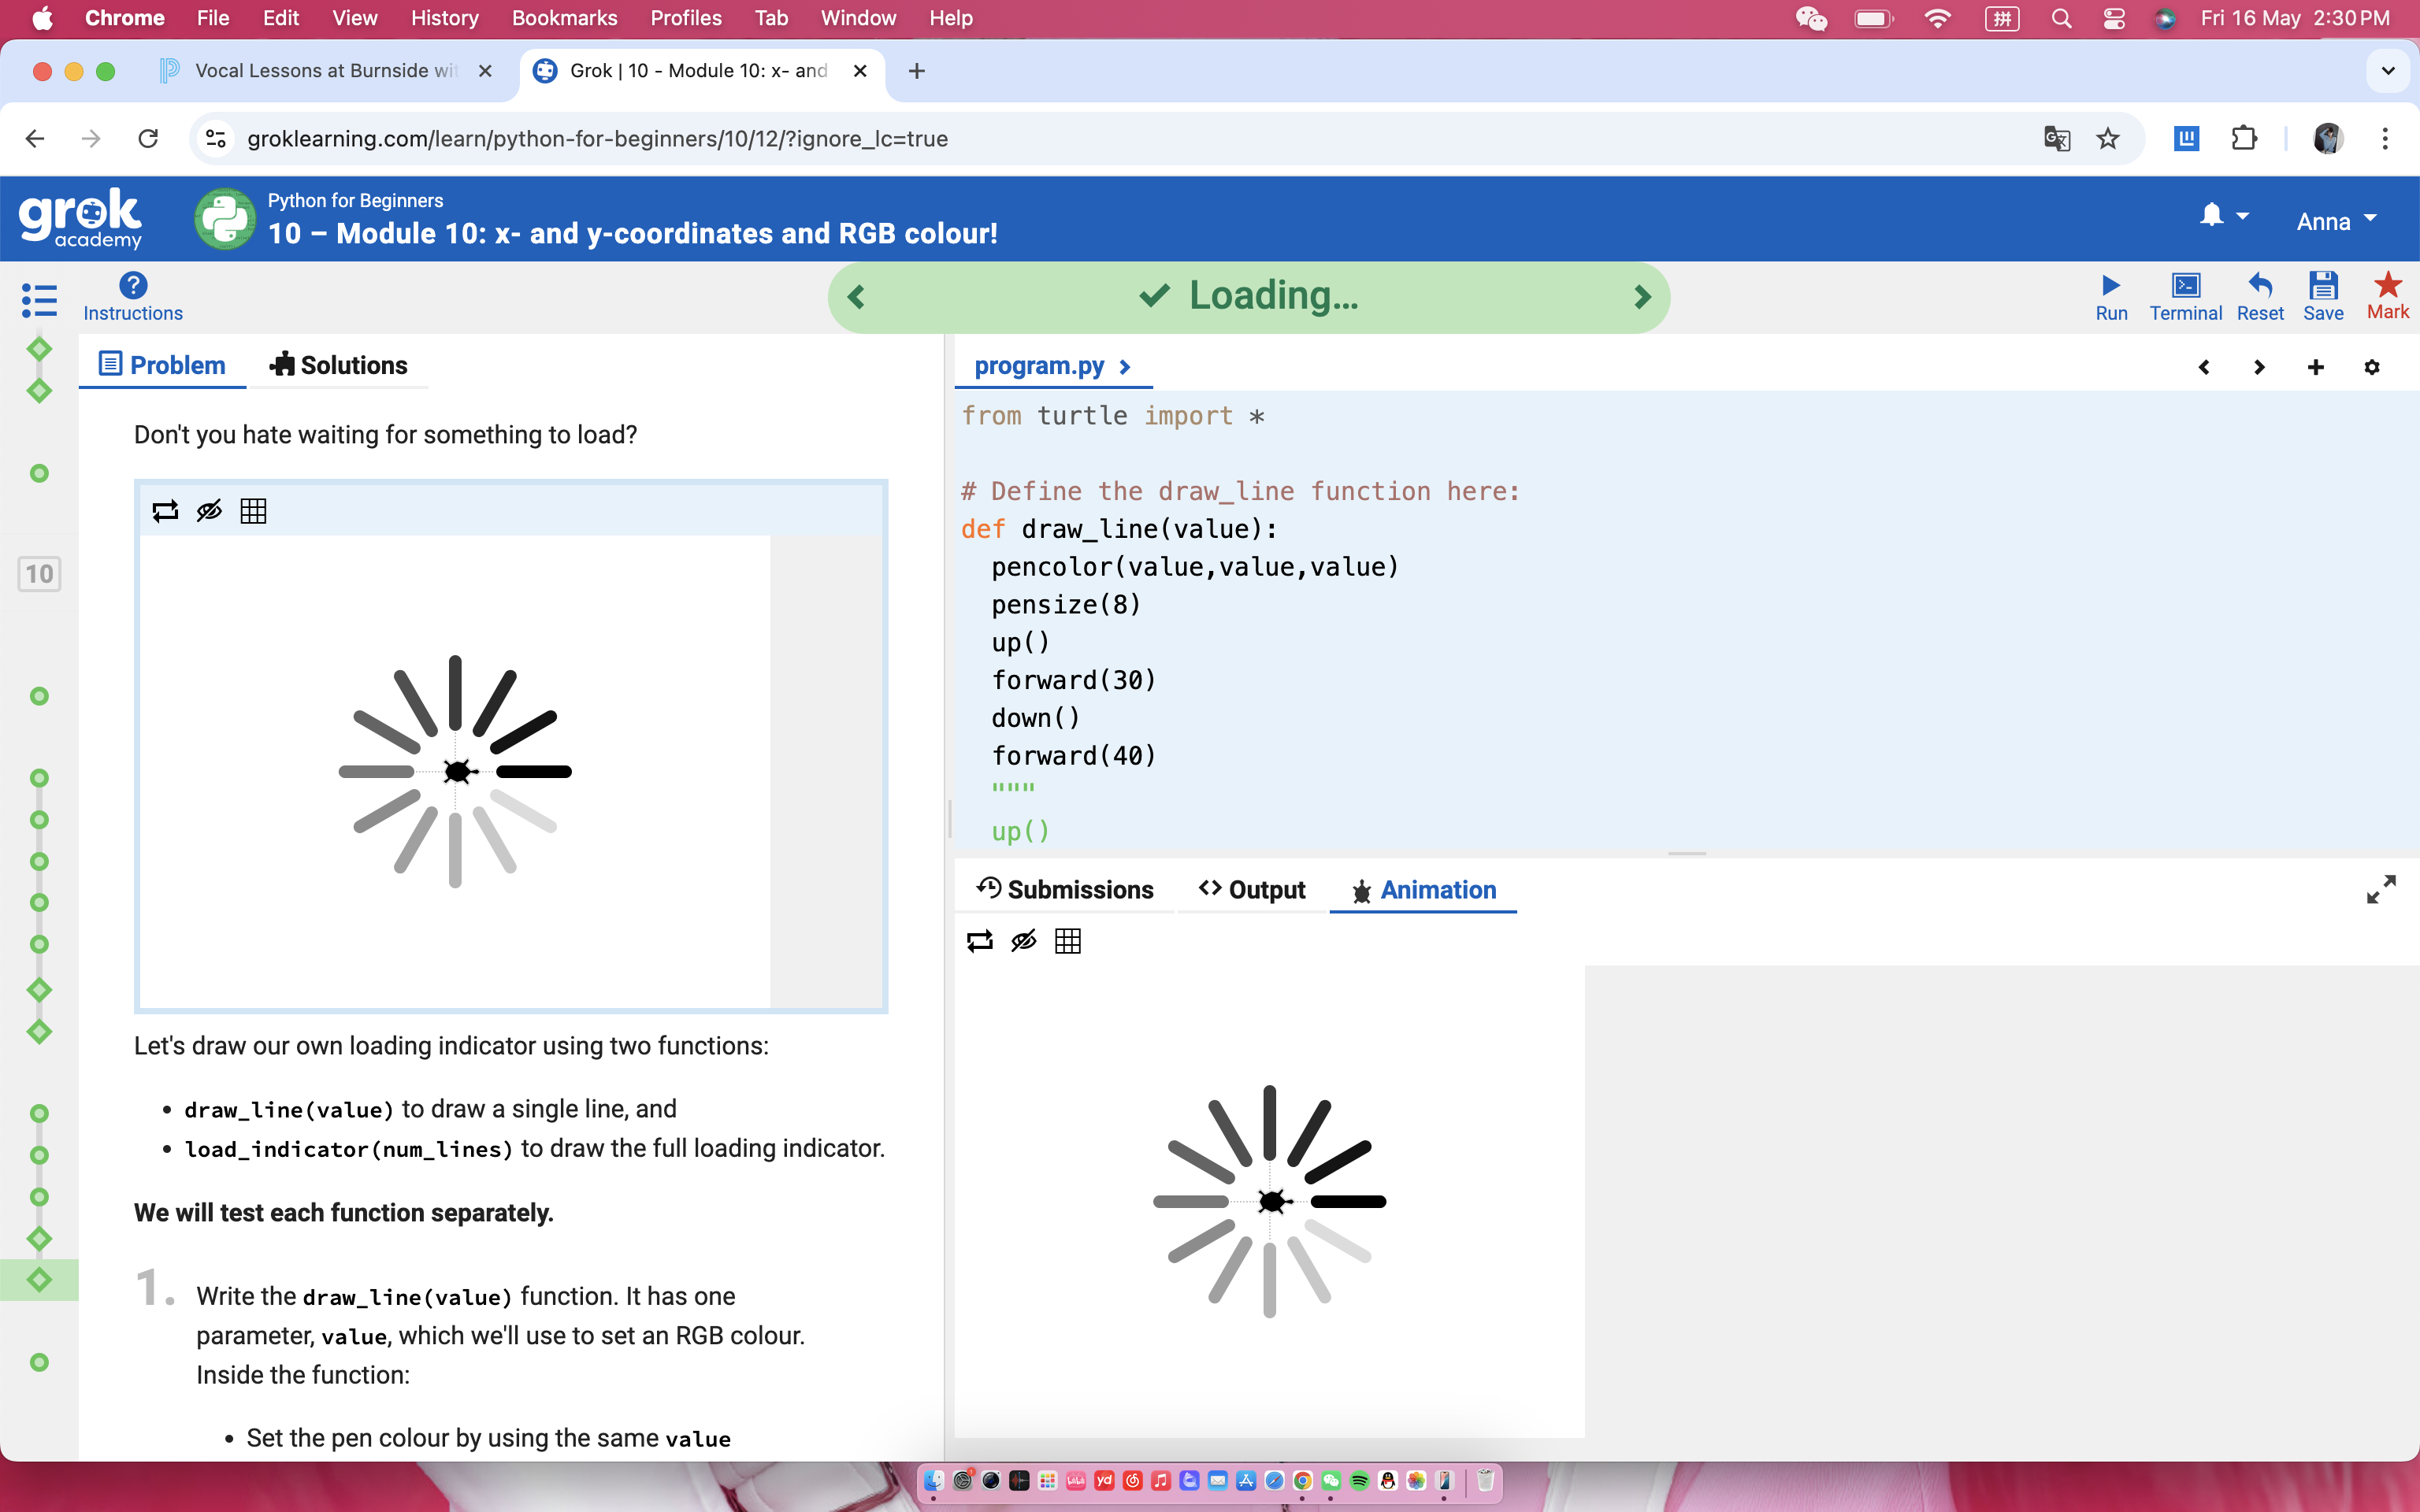 Chrome File Edit View History Bookmarks Profiles Tab Window Help
拼 Fri 16 May 2:30 PM
Vocal Lessons at Burnside wit
Grok | 10 - Module 10: x- and
groklearning.com/learn/python-for-beginners/10/12/?ignore_lc=true
grok academy
Python for Beginners
10 – Module 10: x- and y-coordinates and RGB colour!
Anna
Instructions
Loading...
Run Terminal Reset Save Mark
Problem Solutions
program.py
10
Don't you hate waiting for something to load?
Let's draw our own loading indicator using two functions:
• draw_line(value) to draw a single line, and
• load_indicator(num_lines) to draw the full loading indicator.
We will test each function separately.
1. Write the draw_line(value) function. It has one
parameter, value, which we'll use to set an RGB colour.
Inside the function:
• Set the pen colour by using the same value
from turtle import *
# Define the draw_line function here:
def draw_line(value):
pencolor(value,value,value)
pensize(8)
up()
forward(30)
down()
forward(40)
"""
up()
Submissions Output Animation